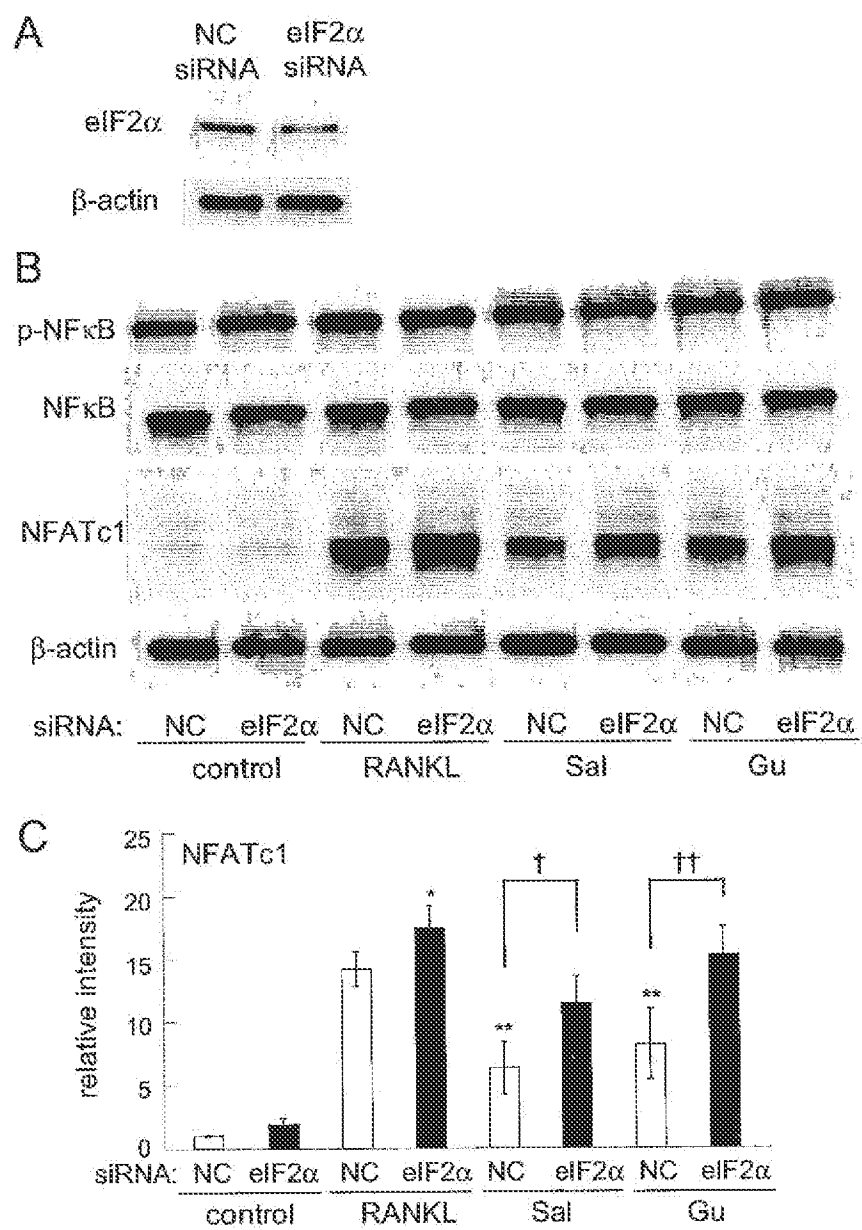 A
NC siRNA
eIF2α siRNA
eIF2α
β-actin
B
p-NFκB
NFκB
NFATc1
β-actin
siRNA: NC eIF2α NC eIF2α NC eIF2α NC eIF2α
control RANKL Sal Gu
C
NFATc1
relative intensity
25
20
15
10
5
0
*
**
†
**
††
siRNA: NC eIF2α NC eIF2α NC eIF2α NC eIF2α
control RANKL Sal Gu